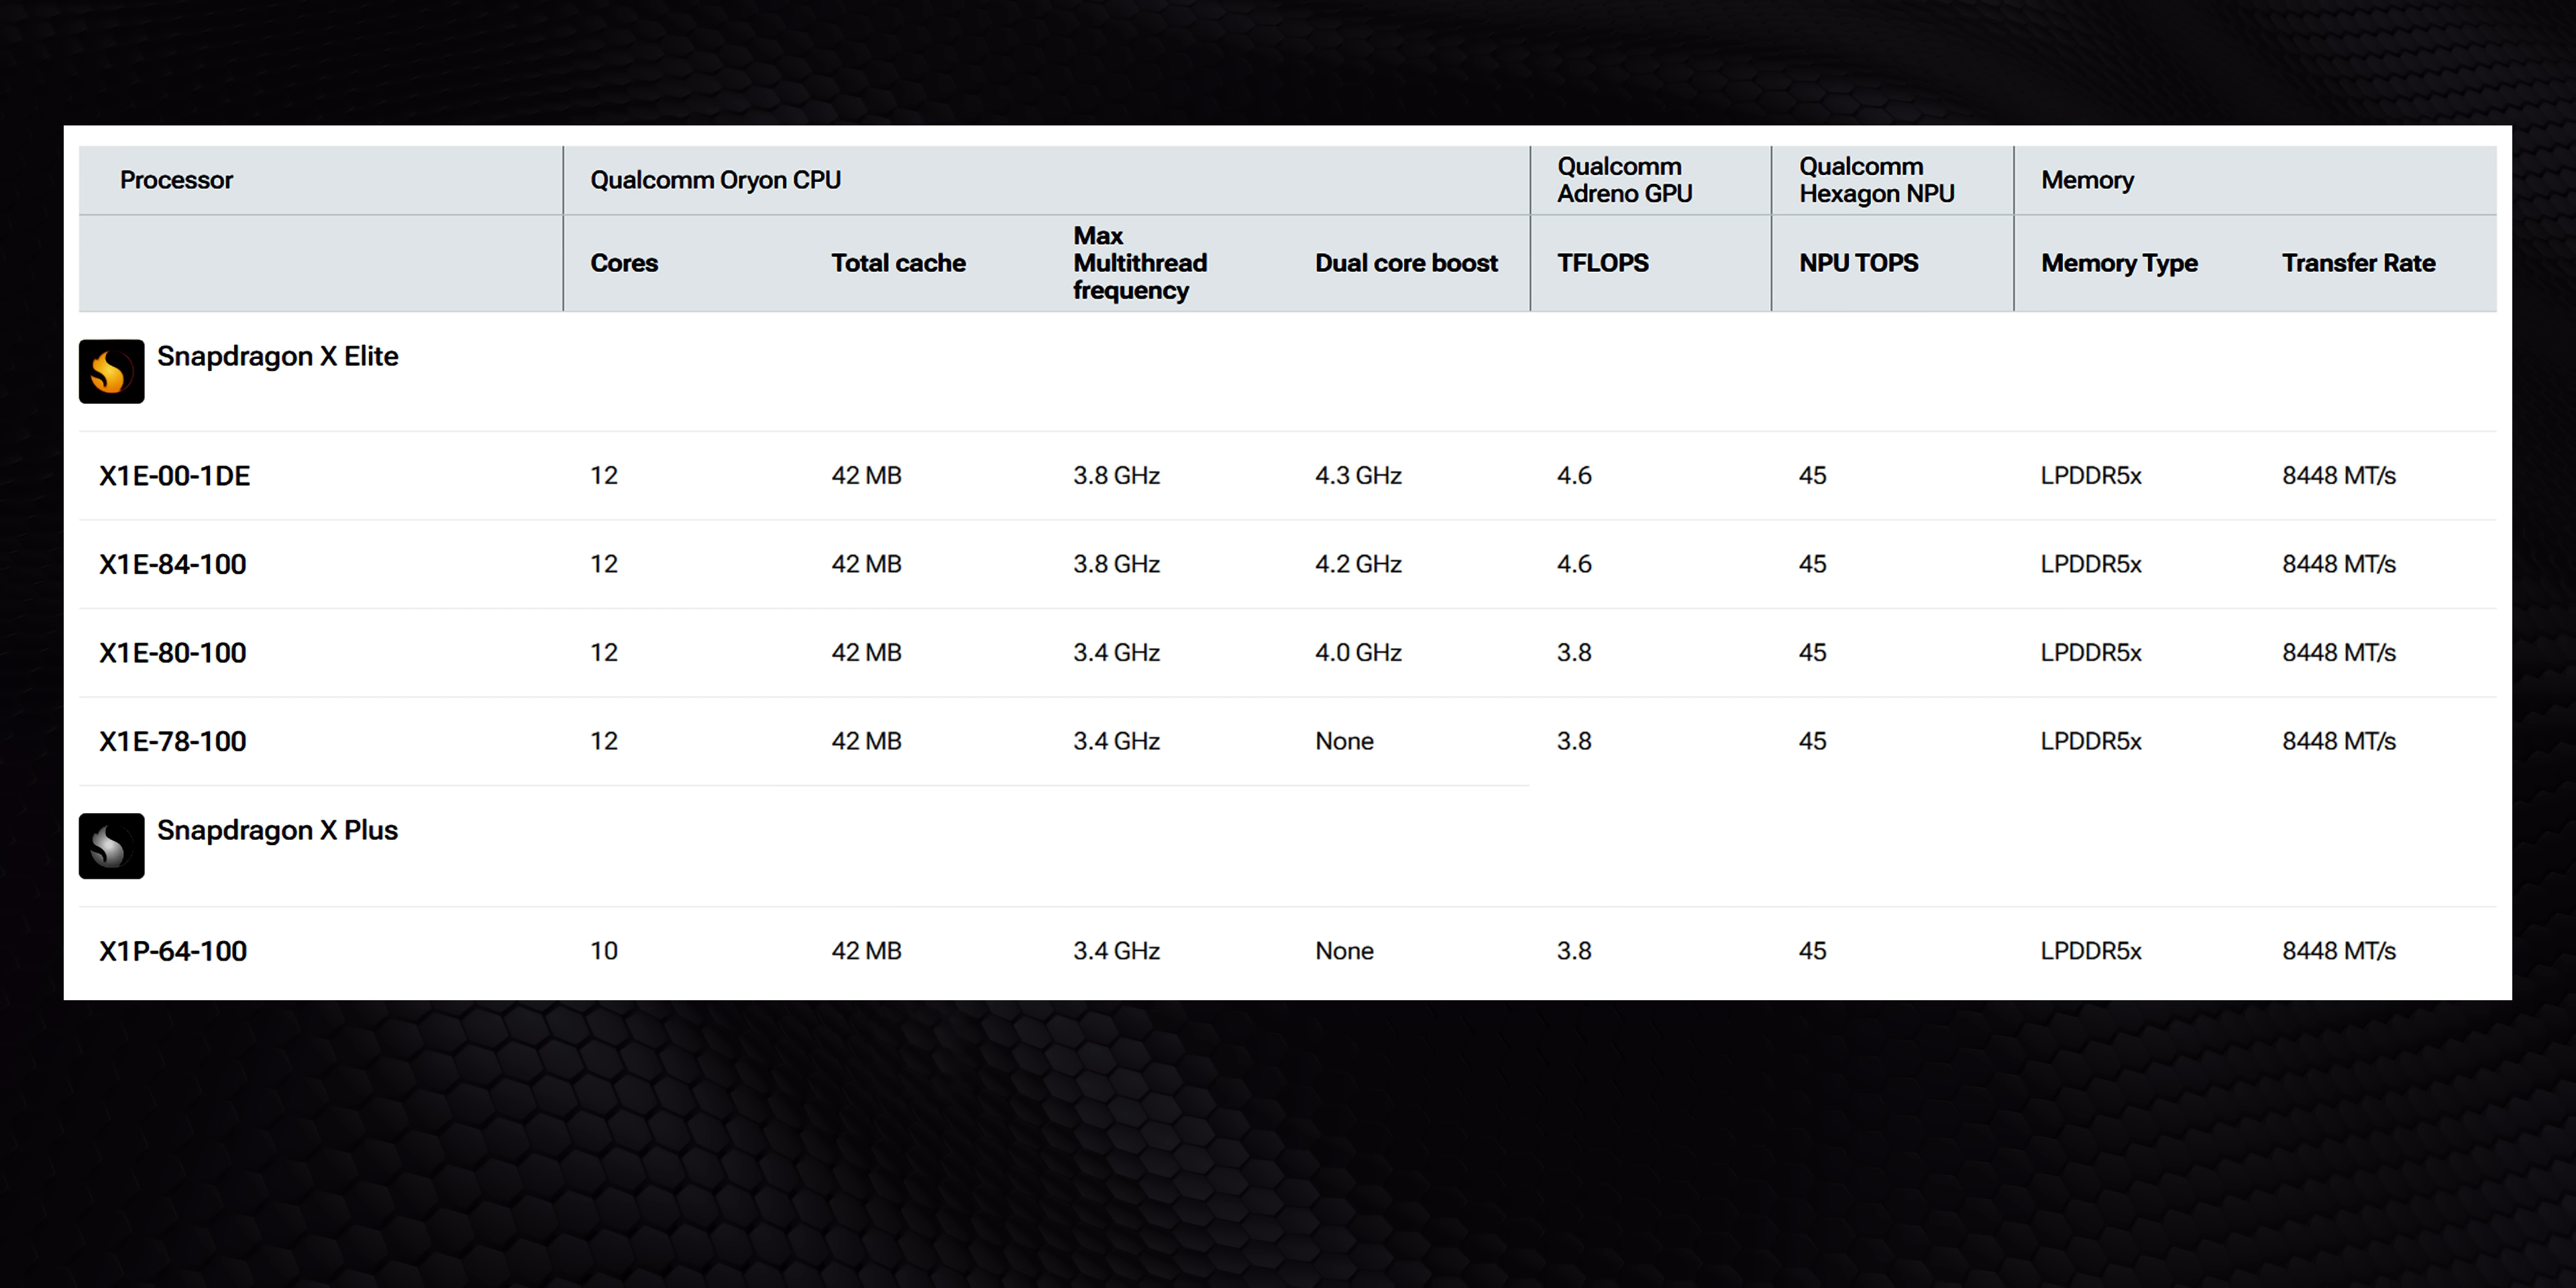 Processor Qualcomm Oryon CPU Qualcomm Adreno GPU Qualcomm Hexagon NPU Memory
Cores Total cache Max Multithread frequency Dual core boost TFLOPS NPU TOPS Memory Type Transfer Rate
Snapdragon X Elite
X1E-00-1DE 12 42 MB 3.8 GHz 4.3 GHz 4.6 45 LPDDR5x 8448 MT/s
X1E-84-100 12 42 MB 3.8 GHz 4.2 GHz 4.6 45 LPDDR5x 8448 MT/s
X1E-80-100 12 42 MB 3.4 GHz 4.0 GHz 3.8 45 LPDDR5x 8448 MT/s
X1E-78-100 12 42 MB 3.4 GHz None 3.8 45 LPDDR5x 8448 MT/s
Snapdragon X Plus
X1P-64-100 10 42 MB 3.4 GHz None 3.8 45 LPDDR5x 8448 MT/s